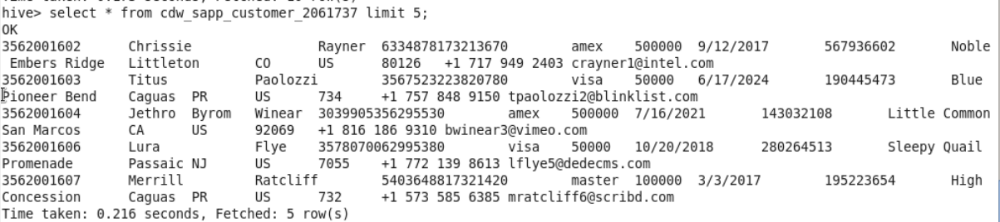 hive> select * from cdw_sapp_customer_2061737 limit 5;
OK
3562001602 Chrissie Rayner 6334878173213670 amex 500000 9/12/2017 567936602 Noble
Embers Ridge Littleton CO US 80126 +1 717 949 2403 crayner1@intel.com
3562001603 Titus Paolozzi 3567523223820780 visa 50000 6/17/2024 190445473 Blue
Pioneer Bend Caguas PR US 734 +1 757 848 9150 tpaolozzi2@blinklist.com
3562001604 Jethro Byrom Winear 3039905356295530 amex 500000 7/16/2021 143032108 Little Common
San Marcos CA US 92069 +1 816 186 9310 bwinear3@vimeo.com
3562001606 Lura Flye 3578070062995380 visa 50000 10/20/2018 280264513 Sleepy Quail
Promenade Passaic NJ US 7055 +1 772 139 8613 lflye5@dedecms.com
3562001607 Merrill Ratcliff 5403648817321420 master 100000 3/3/2017 195223654 High
Concession Caguas PR US 732 +1 573 585 6385 mratcliff6@scribd.com
Time taken: 0.216 seconds, Fetched: 5 row(s)